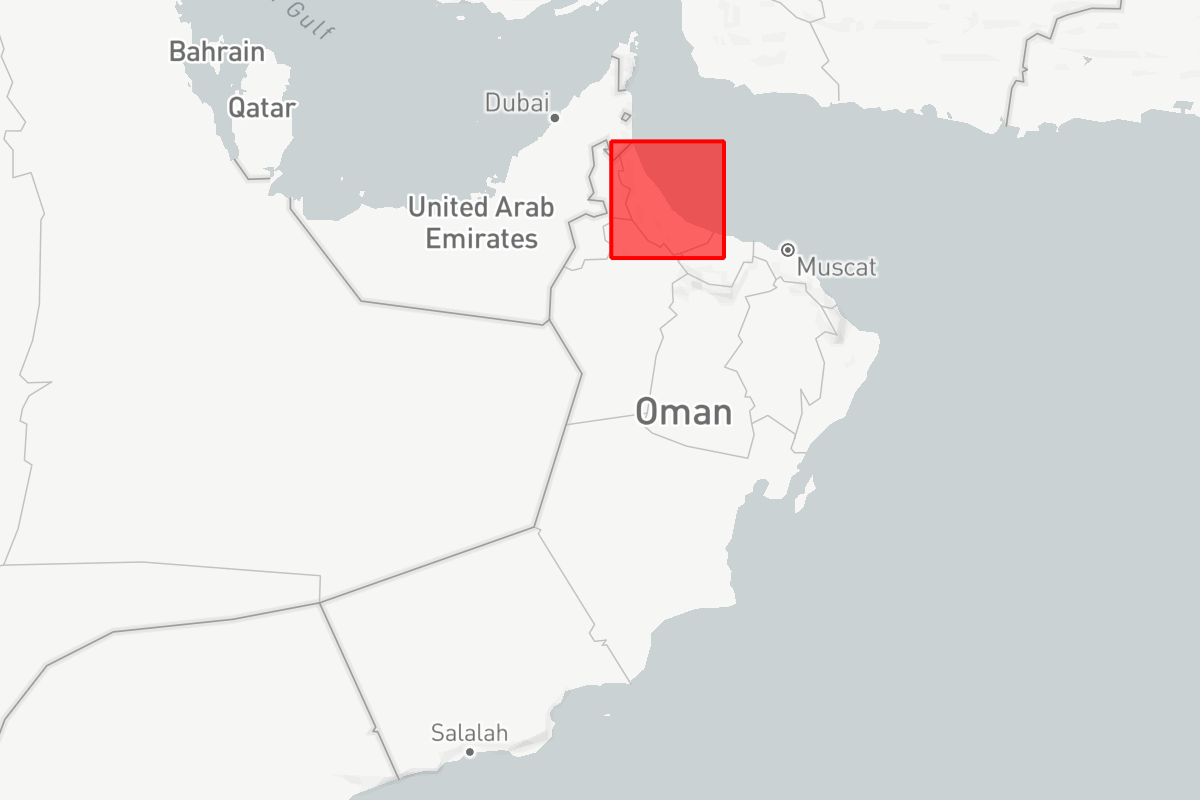 Gulf
Bahrain
Qatar
Dubai
United Arab
Emirates
Muscat
Oman
Salalah